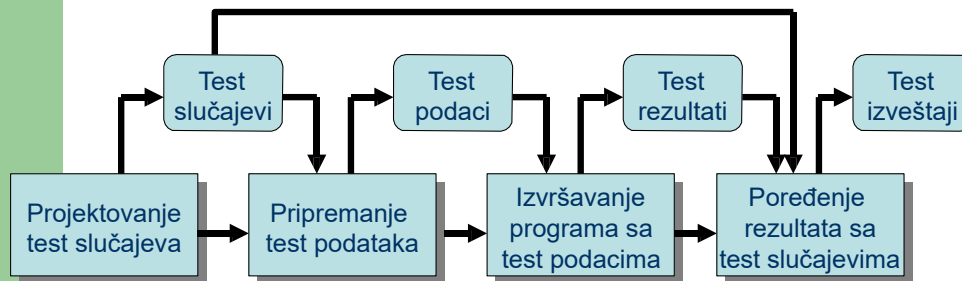 Test
slučajevi
Test
podaci
Test
rezultati
Test
izveštaji
Projektovanje
test slučajeva
Pripremanje
test podataka
Izvršavanje
programa sa
test podacima
Poređenje
rezultata sa
test slučajevima